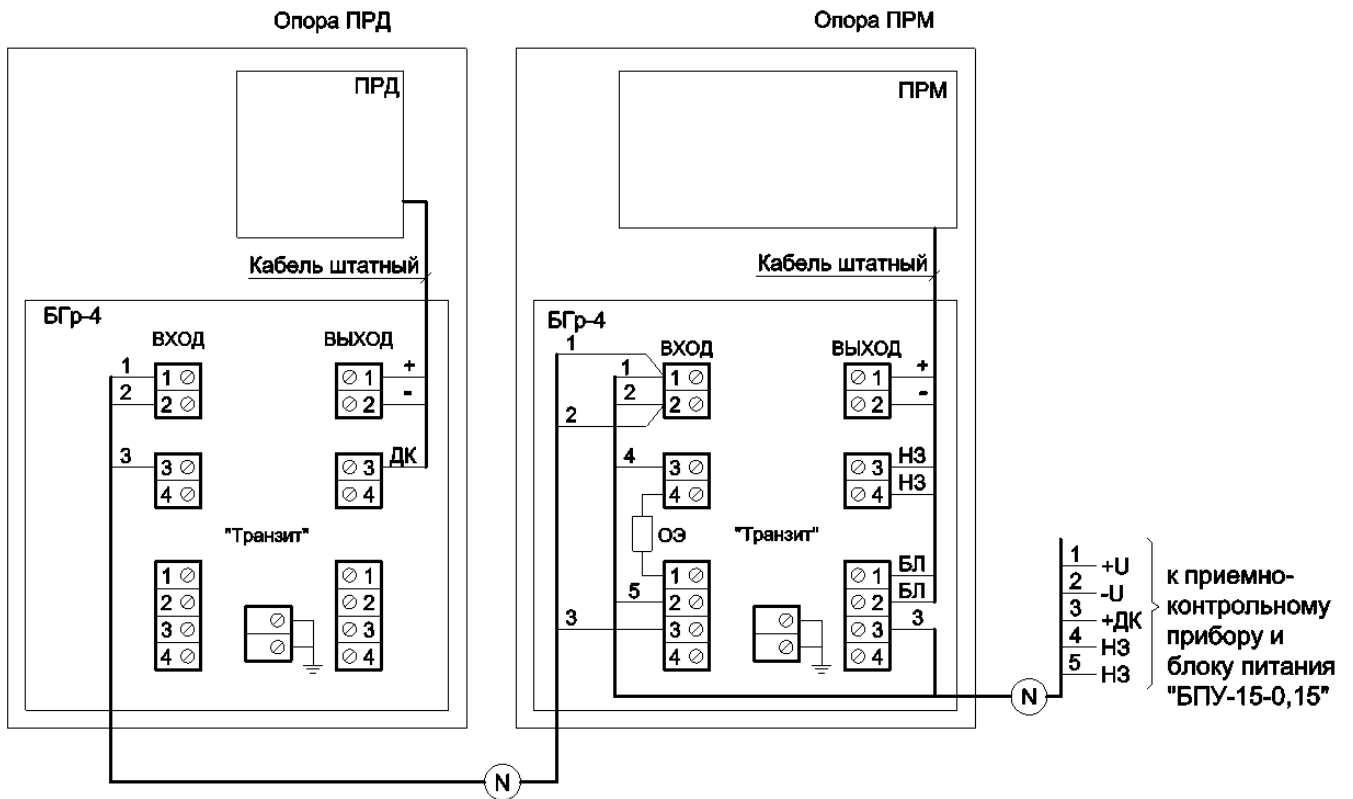 Опора ПРД
Опора ПРМ
ПРД
Кабель штатный
БГр-4
ВХОД
ВЫХОД
1
1
1
+
2
2
2
-
3
3
3
ДК
4
4
"Транзит"
1
1
2
2
3
3
4
4
ПРМ
Кабель штатный
БГр-4
1
ВХОД
ВЫХОД
1
1
1
+
2
2
2
-
2
4
3
3
НЗ
4
4
НЗ
ОЭ
"Транзит"
1
1
БЛ
5
2
2
БЛ
3
3
3
3
4
4
N
N
1
+U
2
-U
3
+ДК
4
НЗ
5
НЗ
к приемно-
контрольному
прибору и
блоку питания
"БПУ-15-0,15"